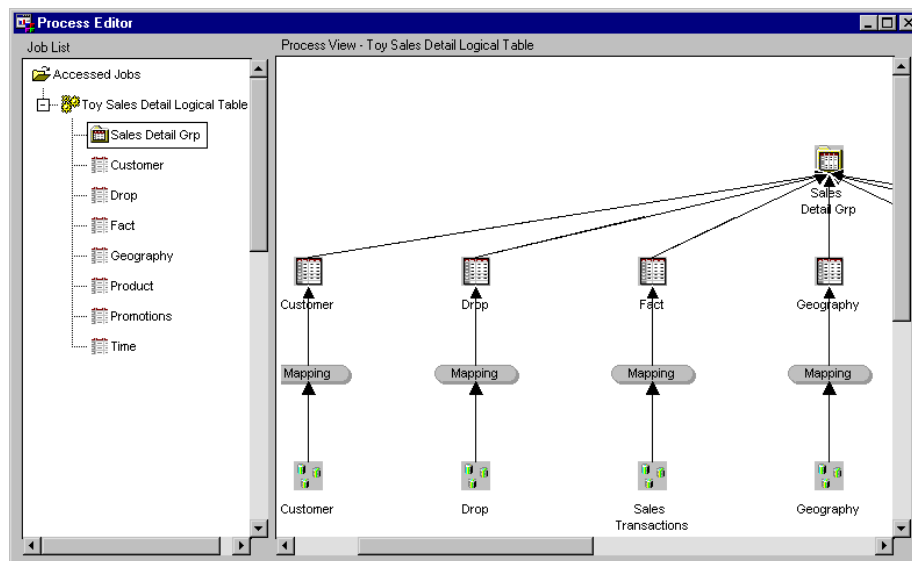 Process Editor
Job List
Process View - Toy Sales Detail Logical Table
Accessed Jobs
Toy Sales Detail Logical Table
Sales Detail Grp
Customer
Drop
Fact
Geography
Product
Promotions
Time
Sales
Detail Grp
Customer
Drop
Fact
Geography
Mapping
Mapping
Mapping
Mapping
Customer
Drop
Sales
Transactions
Geography